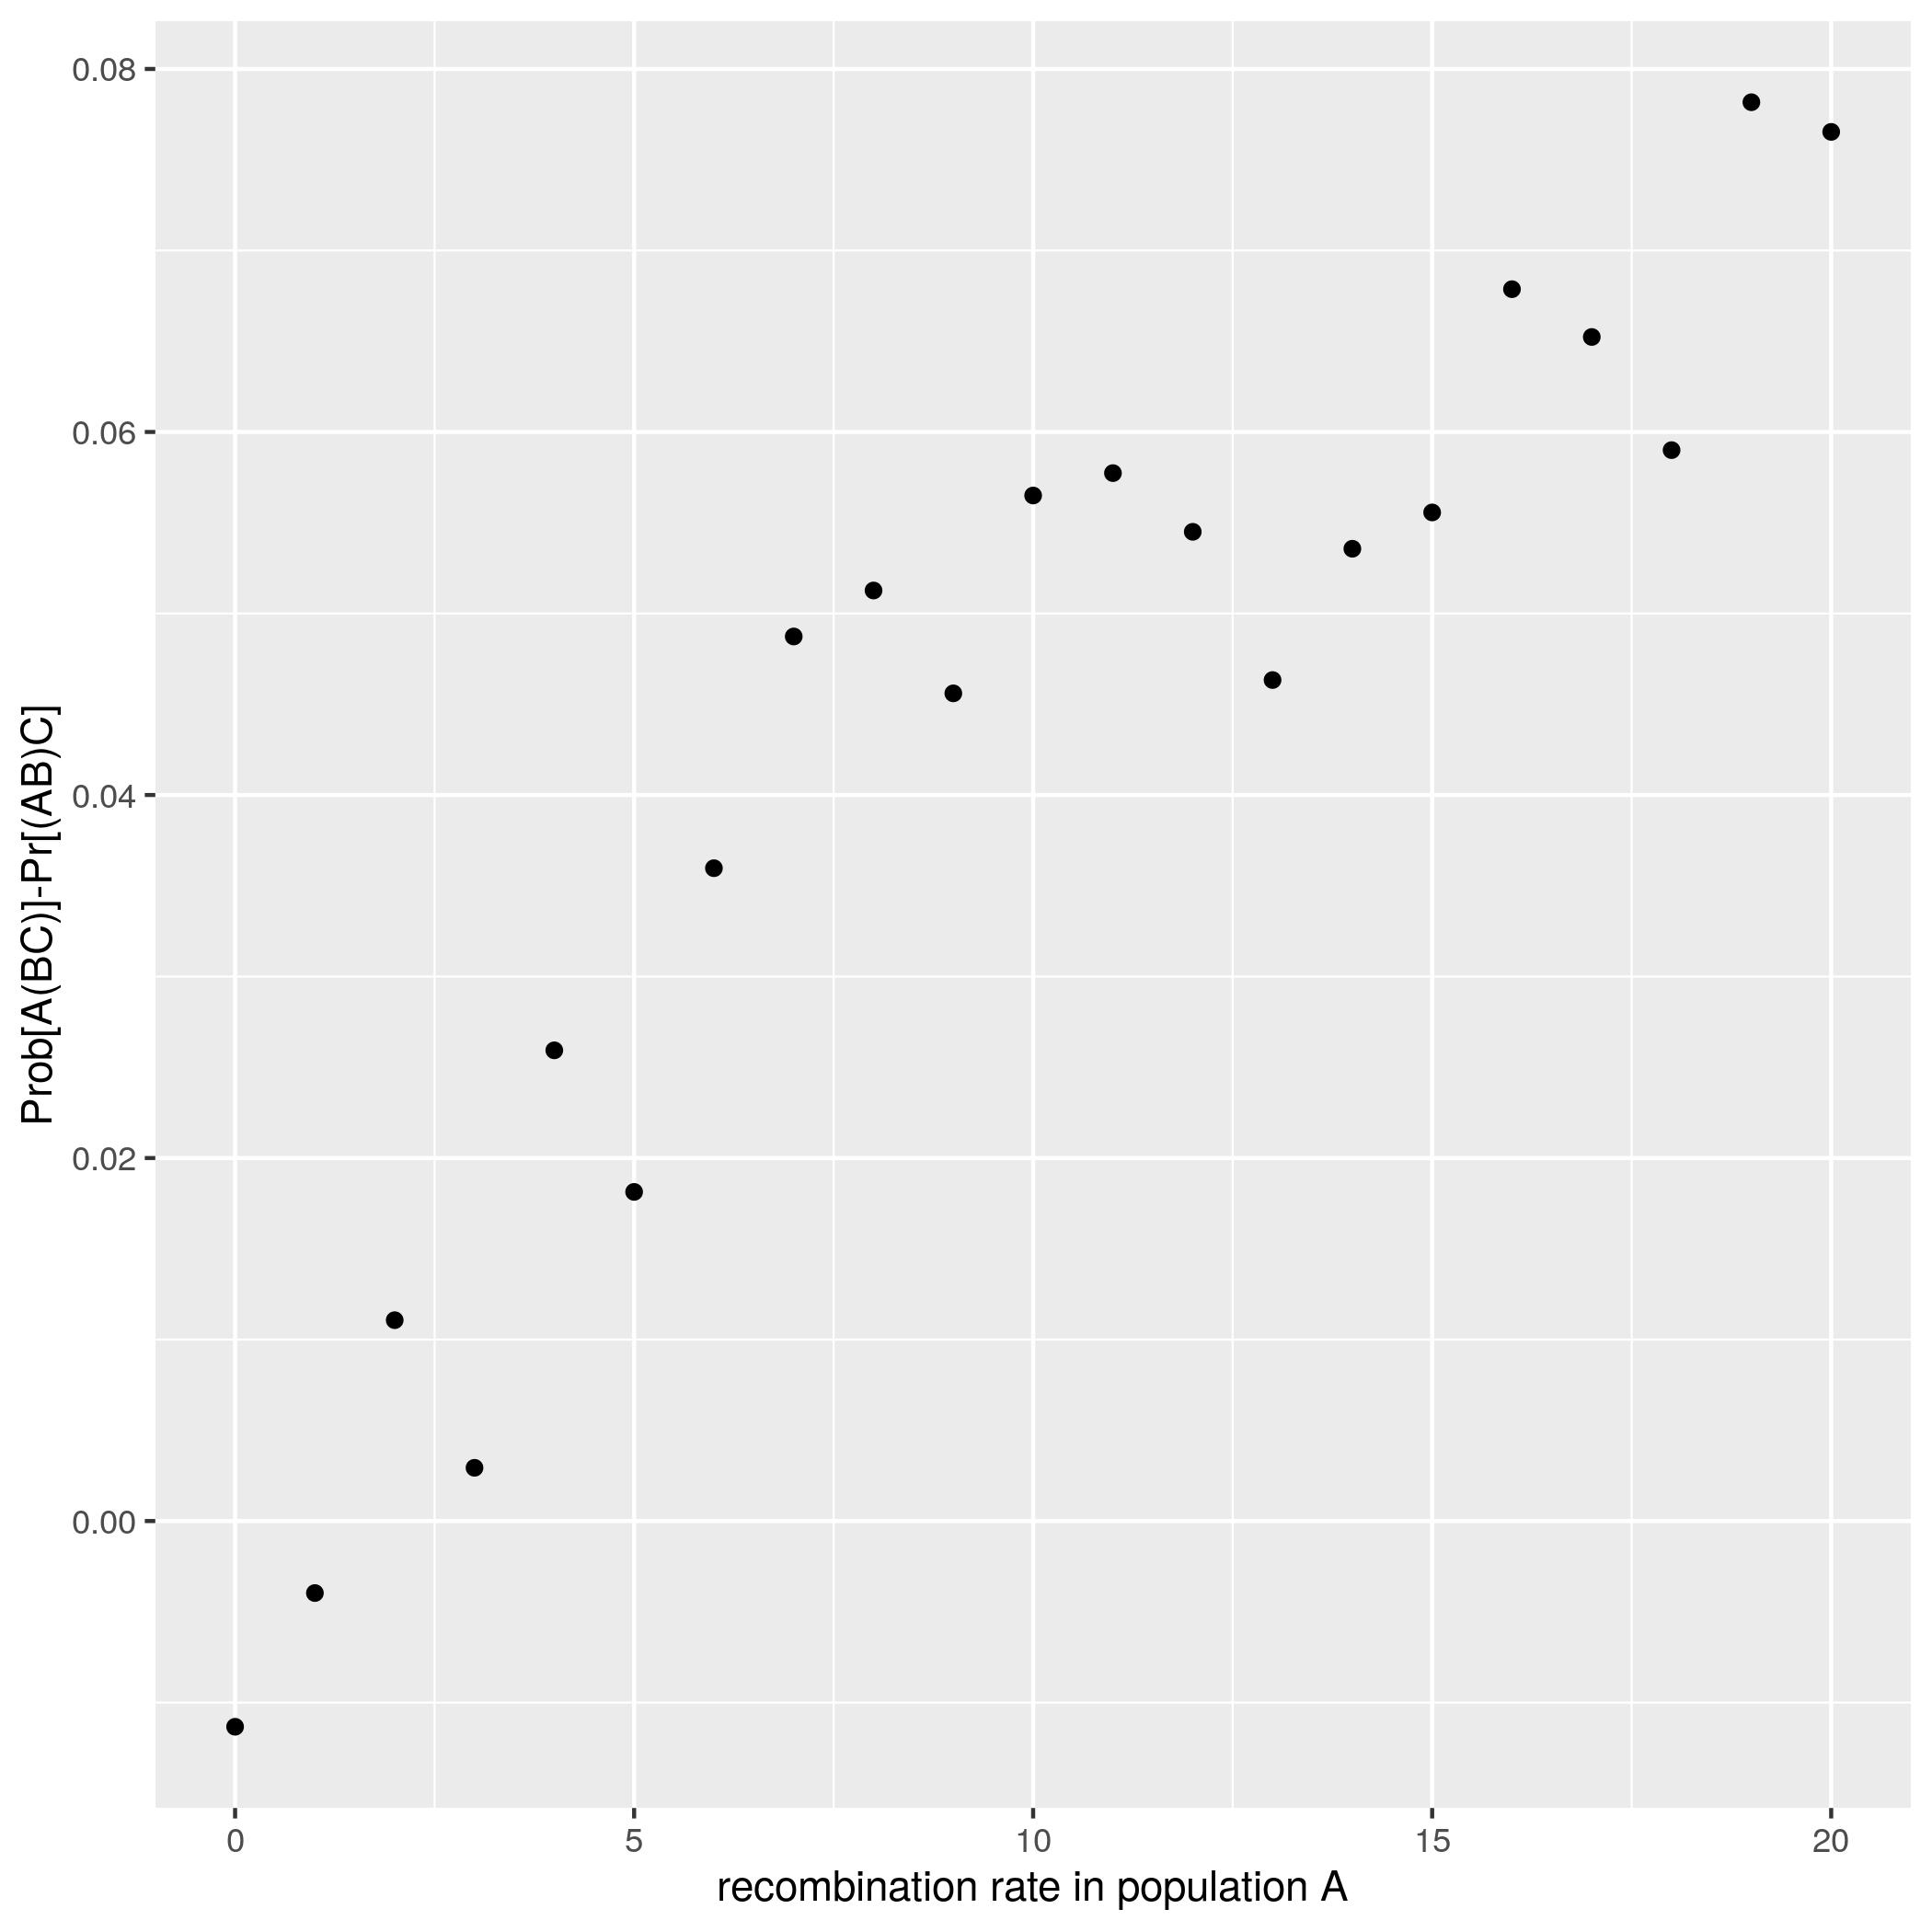 Prob[A(BC)]-Pr[(AB)C]
0.08
0.06
0.04
0.02
0.00
0 5 10 15 20
recombination rate in population A